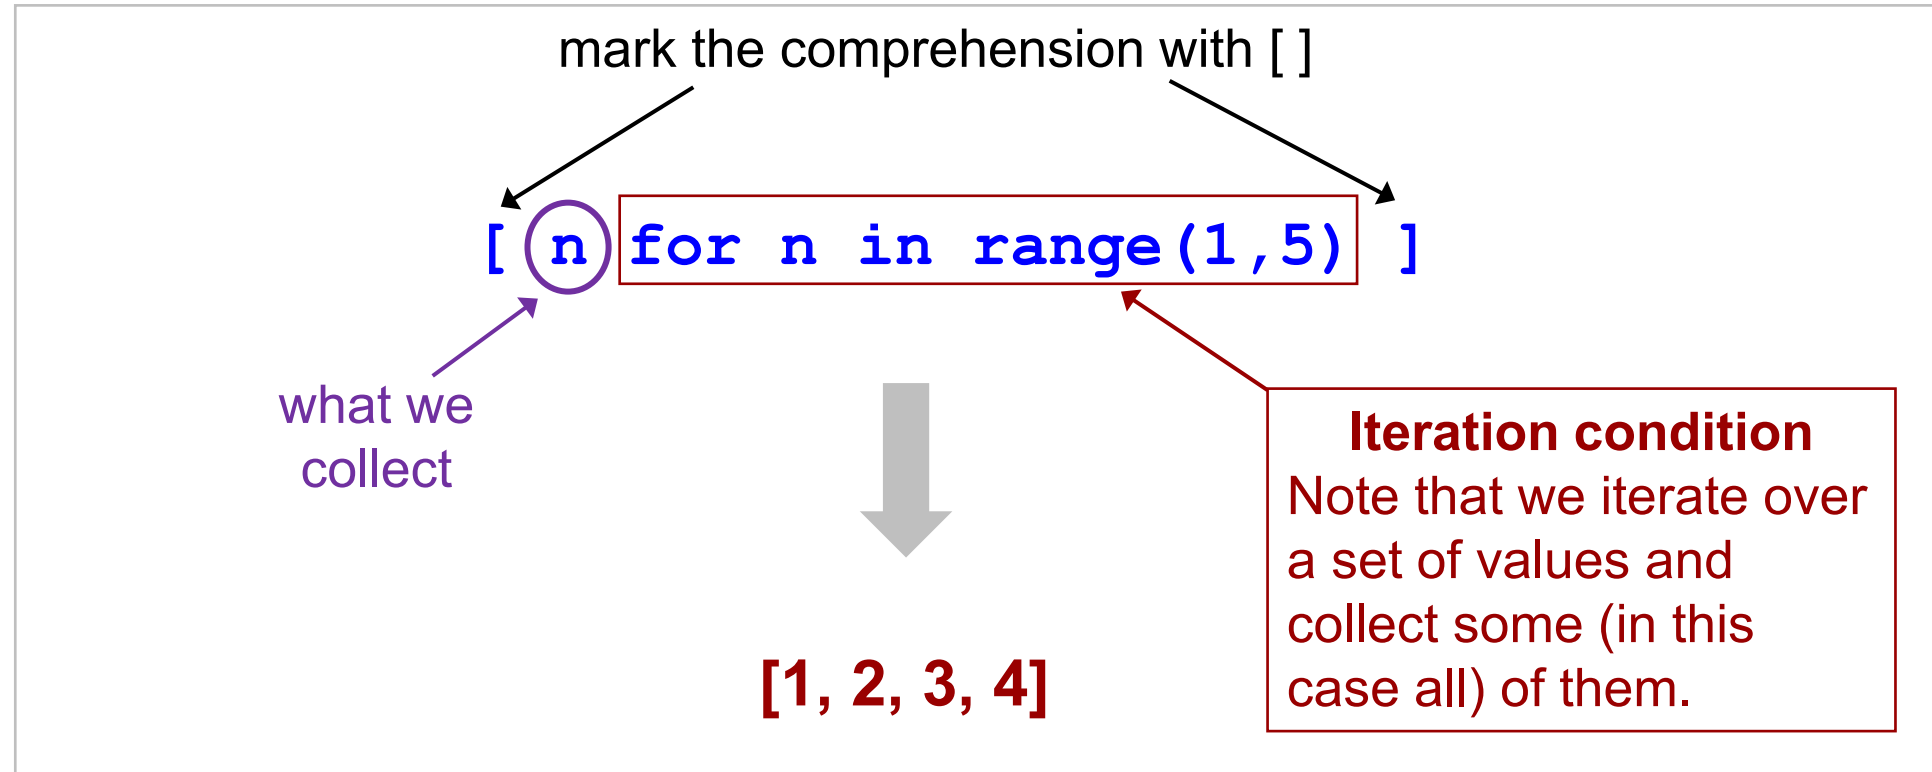 mark the comprehension with [ ]
[ n for n in range(1,5) ]
what we
collect
Iteration condition
Note that we iterate over
a set of values and
collect some (in this
case all) of them.
[1, 2, 3, 4]